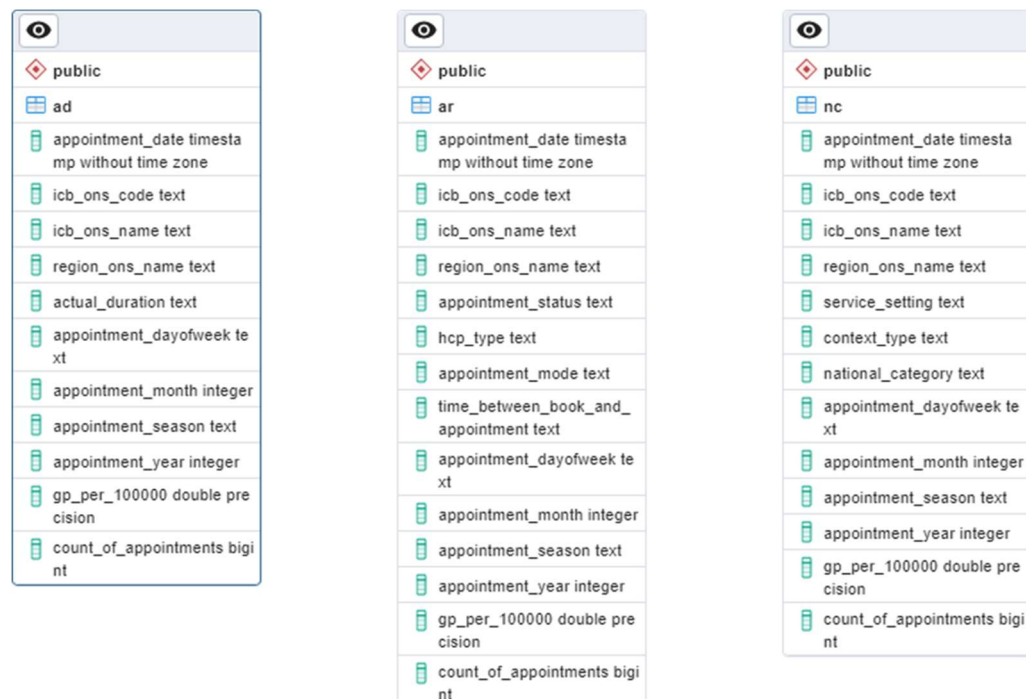 public
ad
appointment_date timesta
mp without time zone
icb_ons_code text
icb_ons_name text
region_ons_name text
actual_duration text
appointment_dayofweek te
xt
appointment_month integer
appointment_season text
appointment_year integer
gp_per_100000 double pre
cision
count_of_appointments bigi
nt
public
ar
appointment_date timesta
mp without time zone
icb_ons_code text
icb_ons_name text
region_ons_name text
appointment_status text
hcp_type text
appointment_mode text
time_between_book_and_
appointment text
appointment_dayofweek te
xt
appointment_month integer
appointment_season text
appointment_year integer
gp_per_100000 double pre
cision
count_of_appointments bigi
nt
public
nc
appointment_date timesta
mp without time zone
icb_ons_code text
icb_ons_name text
region_ons_name text
service_setting text
context_type text
national_category text
appointment_dayofweek te
xt
appointment_month integer
appointment_season text
appointment_year integer
gp_per_100000 double pre
cision
count_of_appointments bigi
nt